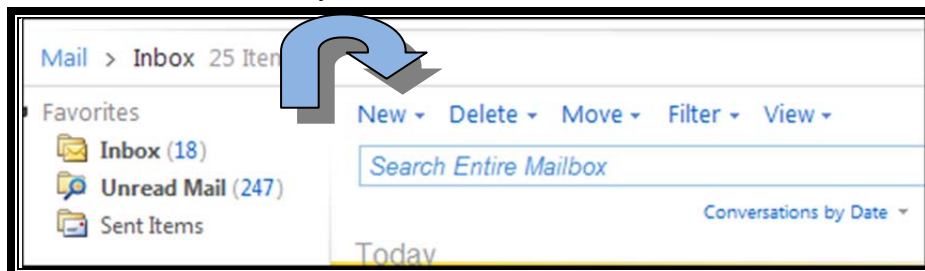 Mail > Inbox 25 Item
Favorites
Inbox (18)
Unread Mail (247)
Sent Items
New Delete Move Filter View
Search Entire Mailbox
Conversations by Date
Today